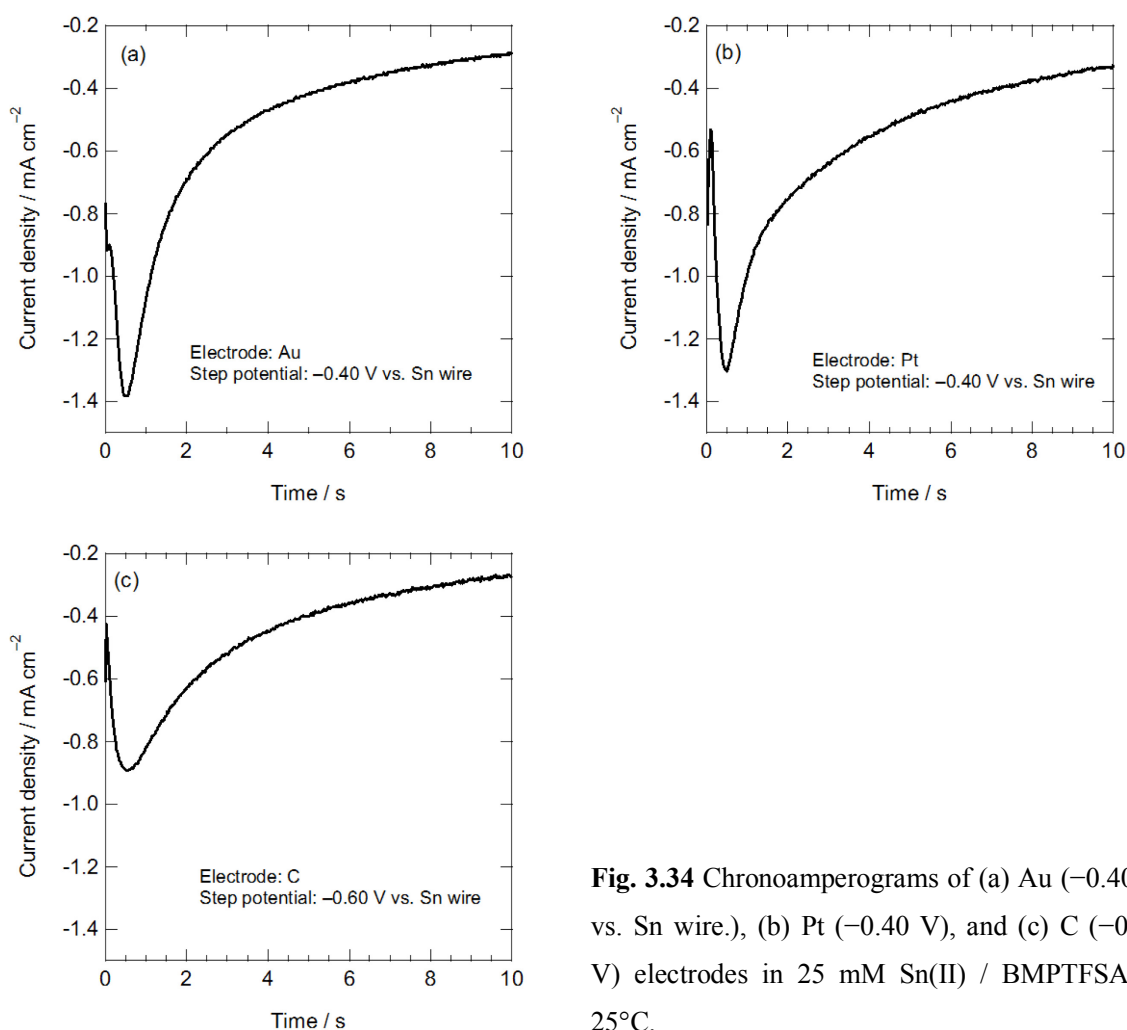 (a)
-0.2
-0.4
-0.6
-0.8
-1.0
-1.2
-1.4
Current density / mA cm⁻²
Electrode: Au
Step potential: –0.40 V vs. Sn wire
0 2 4 6 8 10
Time / s
(b)
-0.2
-0.4
-0.6
-0.8
-1.0
-1.2
-1.4
Current density / mA cm⁻²
Electrode: Pt
Step potential: –0.40 V vs. Sn wire
0 2 4 6 8 10
Time / s
(c)
-0.2
-0.4
-0.6
-0.8
-1.0
-1.2
-1.4
Current density / mA cm⁻²
Electrode: C
Step potential: –0.60 V vs. Sn wire
0 2 4 6 8 10
Time / s
Fig. 3.34 Chronoamperograms of (a) Au (−0.40
vs. Sn wire.), (b) Pt (−0.40 V), and (c) C (−0.
V) electrodes in 25 mM Sn(II) / BMPTFSA
25°C.